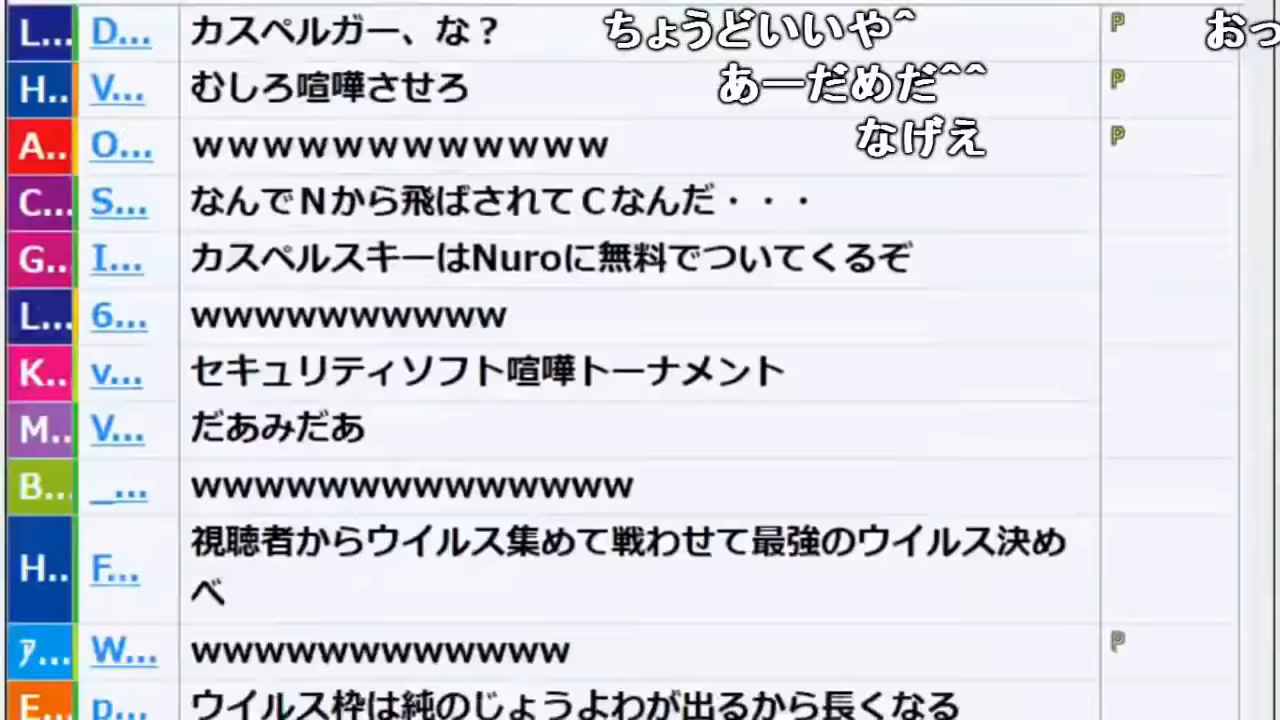 L... D... カスペルガー、な？ ちょうどいいや^ P おっ
H.. V... むしろ喧嘩させろ あーだめだ^^ P
A.. O... ｗｗｗｗｗｗｗｗｗｗｗｗ なげえ P
C... S... なんでＮから飛ばされてＣなんだ・・・
G.. I... カスペルスキーはNuroに無料でついてくるぞ
L... 6... wwwwwwwwww
K.. v... セキュリティソフト喧嘩トーナメント
M.. V... だあみだあ
B... _... wwwwwwwwwwwwww
H.. F... 視聴者からウイルス集めて戦わせて最強のウイルス決め
べ
ｱ... W... wwwwwwwwwwww P
E... p... ウイルス枠は純のじょうよわが出るから長くなる